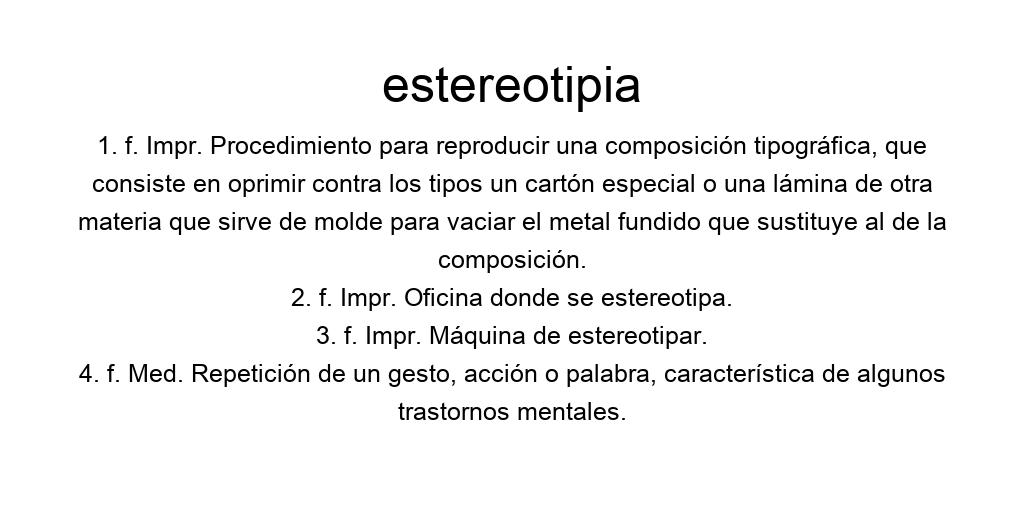 estereotipia
1. f. Impr. Procedimiento para reproducir una composición tipográfica, que
consiste en oprimir contra los tipos un cartón especial o una lámina de otra
materia que sirve de molde para vaciar el metal fundido que sustituye al de la
composición.
2. f. Impr. Oficina donde se estereotipa.
3. f. Impr. Máquina de estereotipar.
4. f. Med. Repetición de un gesto, acción o palabra, característica de algunos
trastornos mentales.